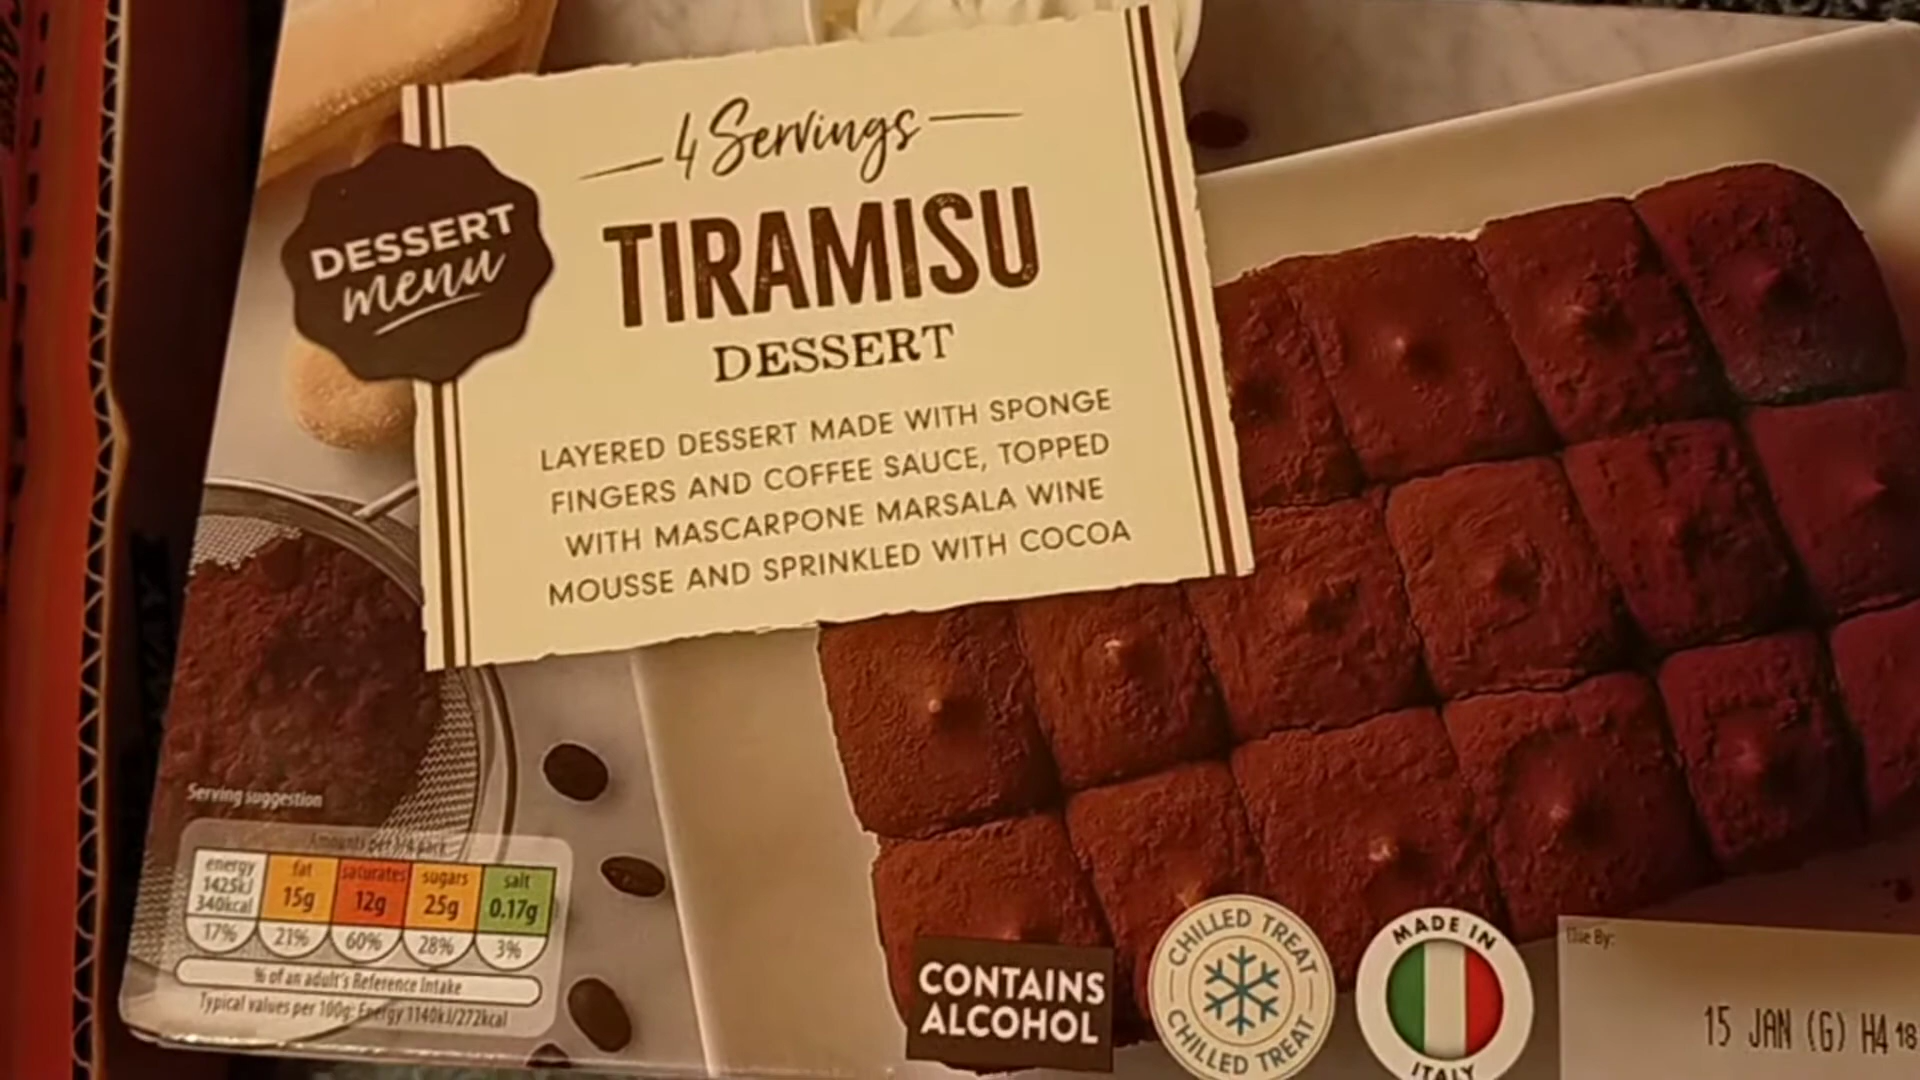 4 Servings
TIRAMISU
DESSERT
DESSERT
menu
LAYERED DESSERT MADE WITH SPONGE
FINGERS AND COFFEE SAUCE, TOPPED
WITH MASCARPONE MARSALA WINE
MOUSSE AND SPRINKLED WITH COCOA
Serving suggestion
Amounts per 1/4 pack
energy fat saturates sugars salt
1425kJ
340kcal 15g 12g 25g 0.17g
17% 21% 60% 28% 3%
% of an adult's Reference Intake
Typical values per 100g: Energy 1140kJ/272kcal
CONTAINS
ALCOHOL
CHILLED TREAT
CHILLED TREAT
MADE IN
ITALY
Use By:
15 JAN (G) H4 18